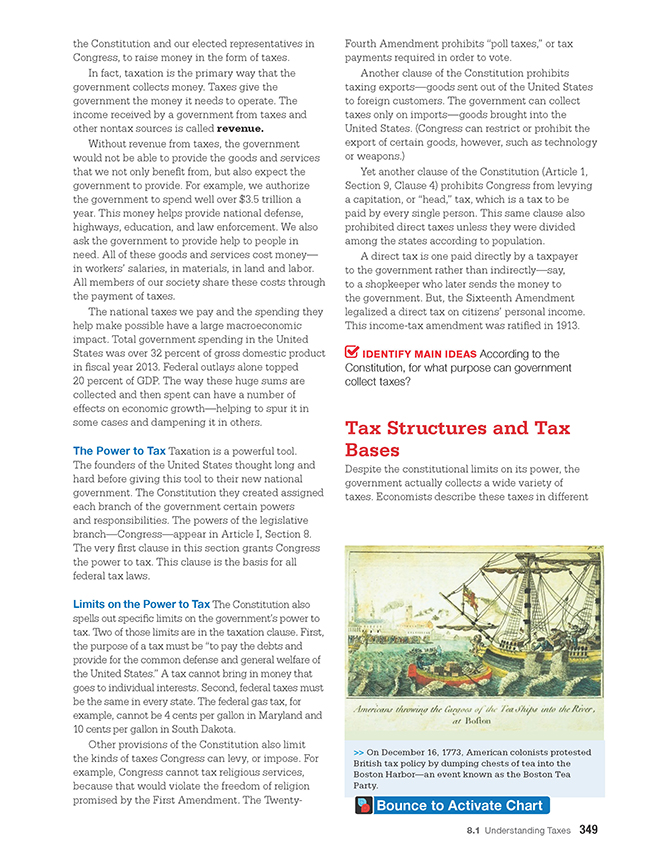 the Constitution and our elected representatives in
Congress, to raise money in the form of taxes.
In fact, taxation is the primary way that the
government collects money. Taxes give the
government the money it needs to operate. The
income received by a government from taxes and
other nontax sources is called revenue.
Without revenue from taxes, the government
would not be able to provide the goods and services
that we not only benefit from, but also expect the
government to provide. For example, we authorize
the government to spend well over $3.5 trillion a
year. This money helps provide national defense,
highways, education, and law enforcement. We also
ask the government to provide help to people in
need. All of these goods and services cost money—
in workers' salaries, in materials, in land and labor.
All members of our society share these costs through
the payment of taxes.
The national taxes we pay and the spending they
help make possible have a large macroeconomic
impact. Total government spending in the United
States was over 32 percent of gross domestic product
in fiscal year 2013. Federal outlays alone topped
20 percent of GDP. The way these huge sums are
collected and then spent can have a number of
effects on economic growth—helping to spur it in
some cases and dampening it in others.
The Power to Tax Taxation is a powerful tool.
The founders of the United States thought long and
hard before giving this tool to their new national
government. The Constitution they created assigned
each branch of the government certain powers
and responsibilities. The powers of the legislative
branch—Congress—appear in Article I, Section 8.
The very first clause in this section grants Congress
the power to tax. This clause is the basis for all
federal tax laws.
Limits on the Power to Tax The Constitution also
spells out specific limits on the government's power to
tax. Two of those limits are in the taxation clause. First,
the purpose of a tax must be "to pay the debts and
provide for the common defense and general welfare of
the United States." A tax cannot bring in money that
goes to individual interests. Second, federal taxes must
be the same in every state. The federal gas tax, for
example, cannot be 4 cents per gallon in Maryland and
10 cents per gallon in South Dakota.
Other provisions of the Constitution also limit
the kinds of taxes Congress can levy, or impose. For
example, Congress cannot tax religious services,
because that would violate the freedom of religion
promised by the First Amendment. The Twenty-
Fourth Amendment prohibits "poll taxes," or tax
payments required in order to vote.
Another clause of the Constitution prohibits
taxing exports—goods sent out of the United States
to foreign customers. The government can collect
taxes only on imports—goods brought into the
United States. (Congress can restrict or prohibit the
export of certain goods, however, such as technology
or weapons.)
Yet another clause of the Constitution (Article 1,
Section 9, Clause 4) prohibits Congress from levying
a capitation, or "head," tax, which is a tax to be
paid by every single person. This same clause also
prohibited direct taxes unless they were divided
among the states according to population.
A direct tax is one paid directly by a taxpayer
to the government rather than indirectly—say,
to a shopkeeper who later sends the money to
the government. But, the Sixteenth Amendment
legalized a direct tax on citizens' personal income.
This income-tax amendment was ratified in 1913.
IDENTIFY MAIN IDEAS According to the
Constitution, for what purpose can government
collect taxes?
Tax Structures and Tax
Bases
Despite the constitutional limits on its power, the
government actually collects a wide variety of
taxes. Economists describe these taxes in different
Americans throwing the Cargoes of the Tea Ships into the River,
at Boston
>> On December 16, 1773, American colonists protested
British tax policy by dumping chests of tea into the
Boston Harbor—an event known as the Boston Tea
Party.
Bounce to Activate Chart
8.1 Understanding Taxes 349